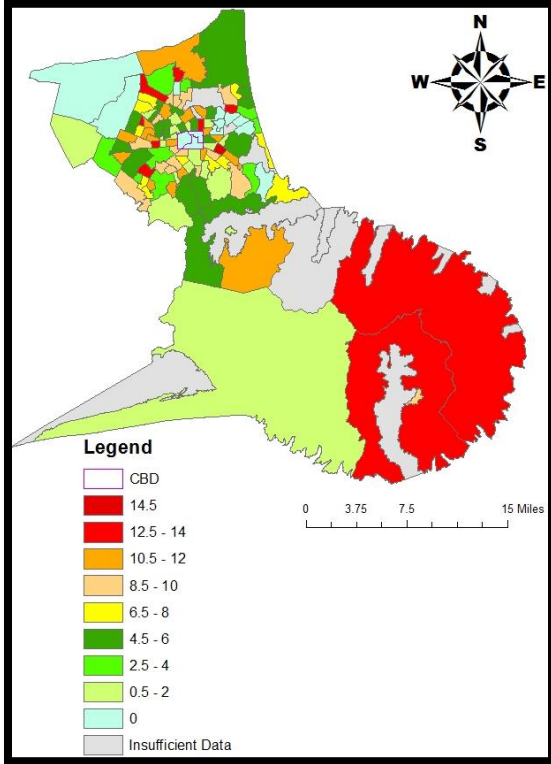 N
W E
S
Legend
CBD
14.5
12.5 - 14
10.5 - 12
8.5 - 10
6.5 - 8
4.5 - 6
2.5 - 4
0.5 - 2
0
Insufficient Data
0 3.75 7.5 15 Miles